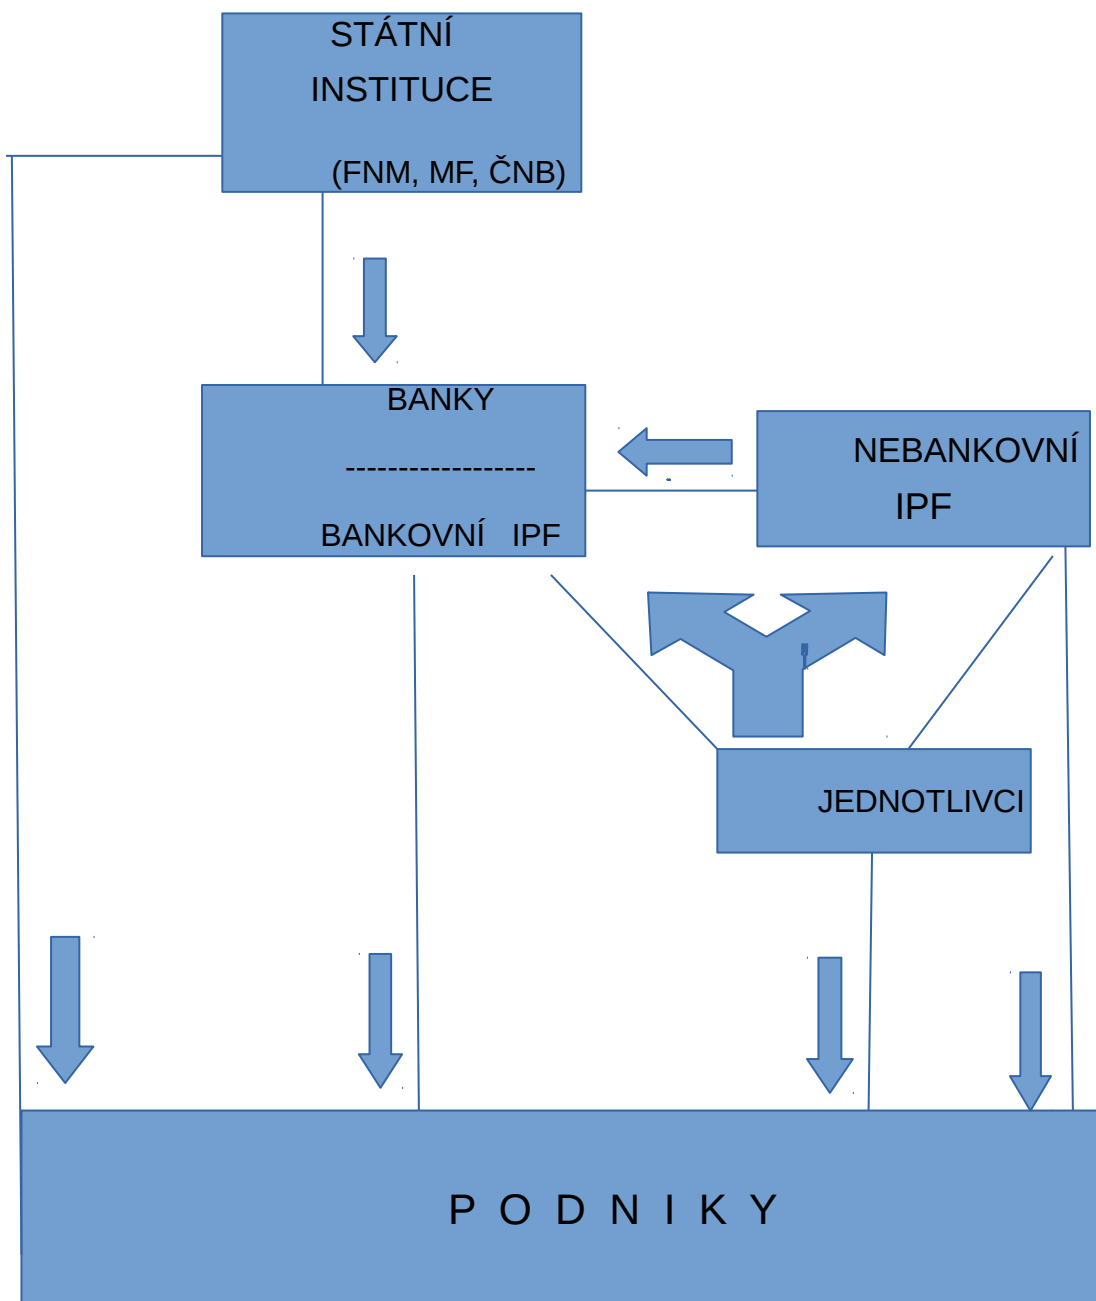 STÁTNÍ
INSTITUCE
(FNM, MF, ČNB)
BANKY
------------------
BANKOVNÍ IPF
NEBANKOVNÍ
IPF
JEDNOTLIVCI
P O D N I K Y